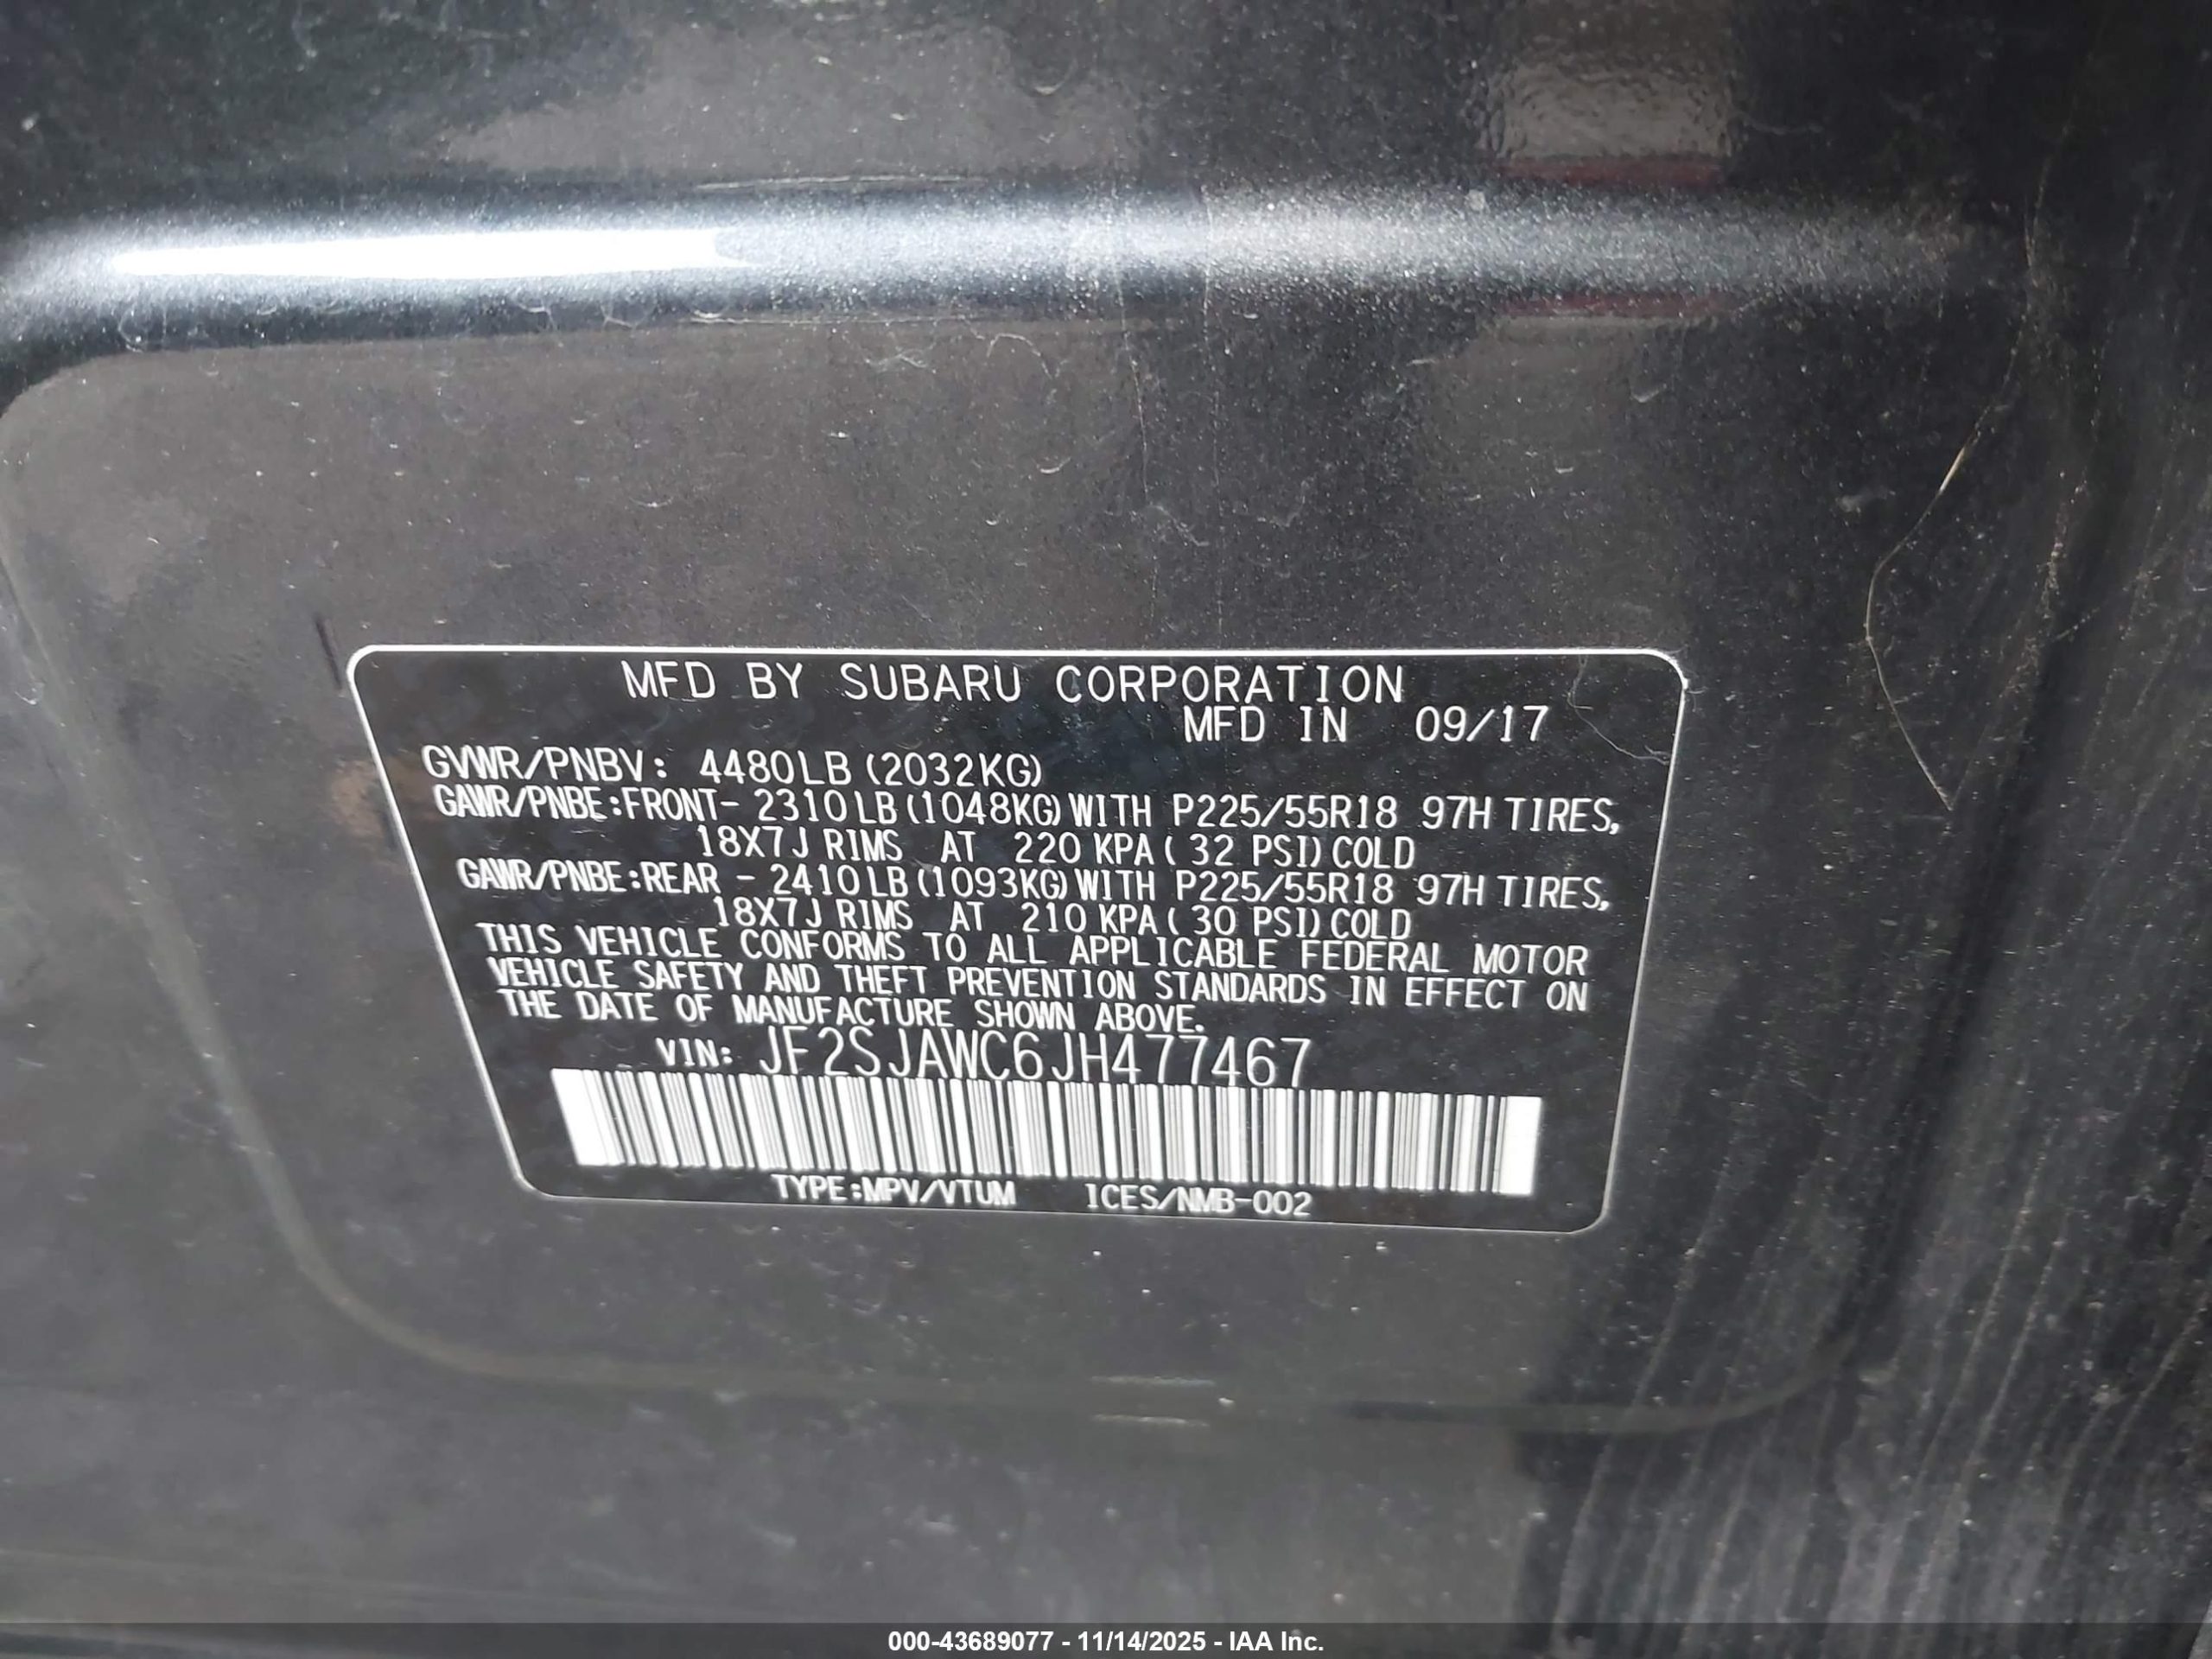 MFD BY SUBARU CORPORATION
MFD IN 09/17
GVWR/PNBV: 4480LB (2032KG)
GAWR/PNBE:FRONT- 2310LB(1048KG)WITH P225/55R18 97H TIRES,
18X7J RIMS AT 220 KPA( 32 PSI)COLD
GAWR/PNBE:REAR - 2410LB(1093KG)WITH P225/55R18 97H TIRES,
18X7J RIMS AT 210 KPA( 30 PSI)COLD
THIS VEHICLE CONFORMS TO ALL APPLICABLE FEDERAL MOTOR
VEHICLE SAFETY AND THEFT PREVENTION STANDARDS IN EFFECT ON
THE DATE OF MANUFACTURE SHOWN ABOVE.
VIN: JF2SJAWC6JH477467
TYPE:MPV/VTUM ICES/NMB-002
000-43689077 - 11/14/2025 - IAA Inc.